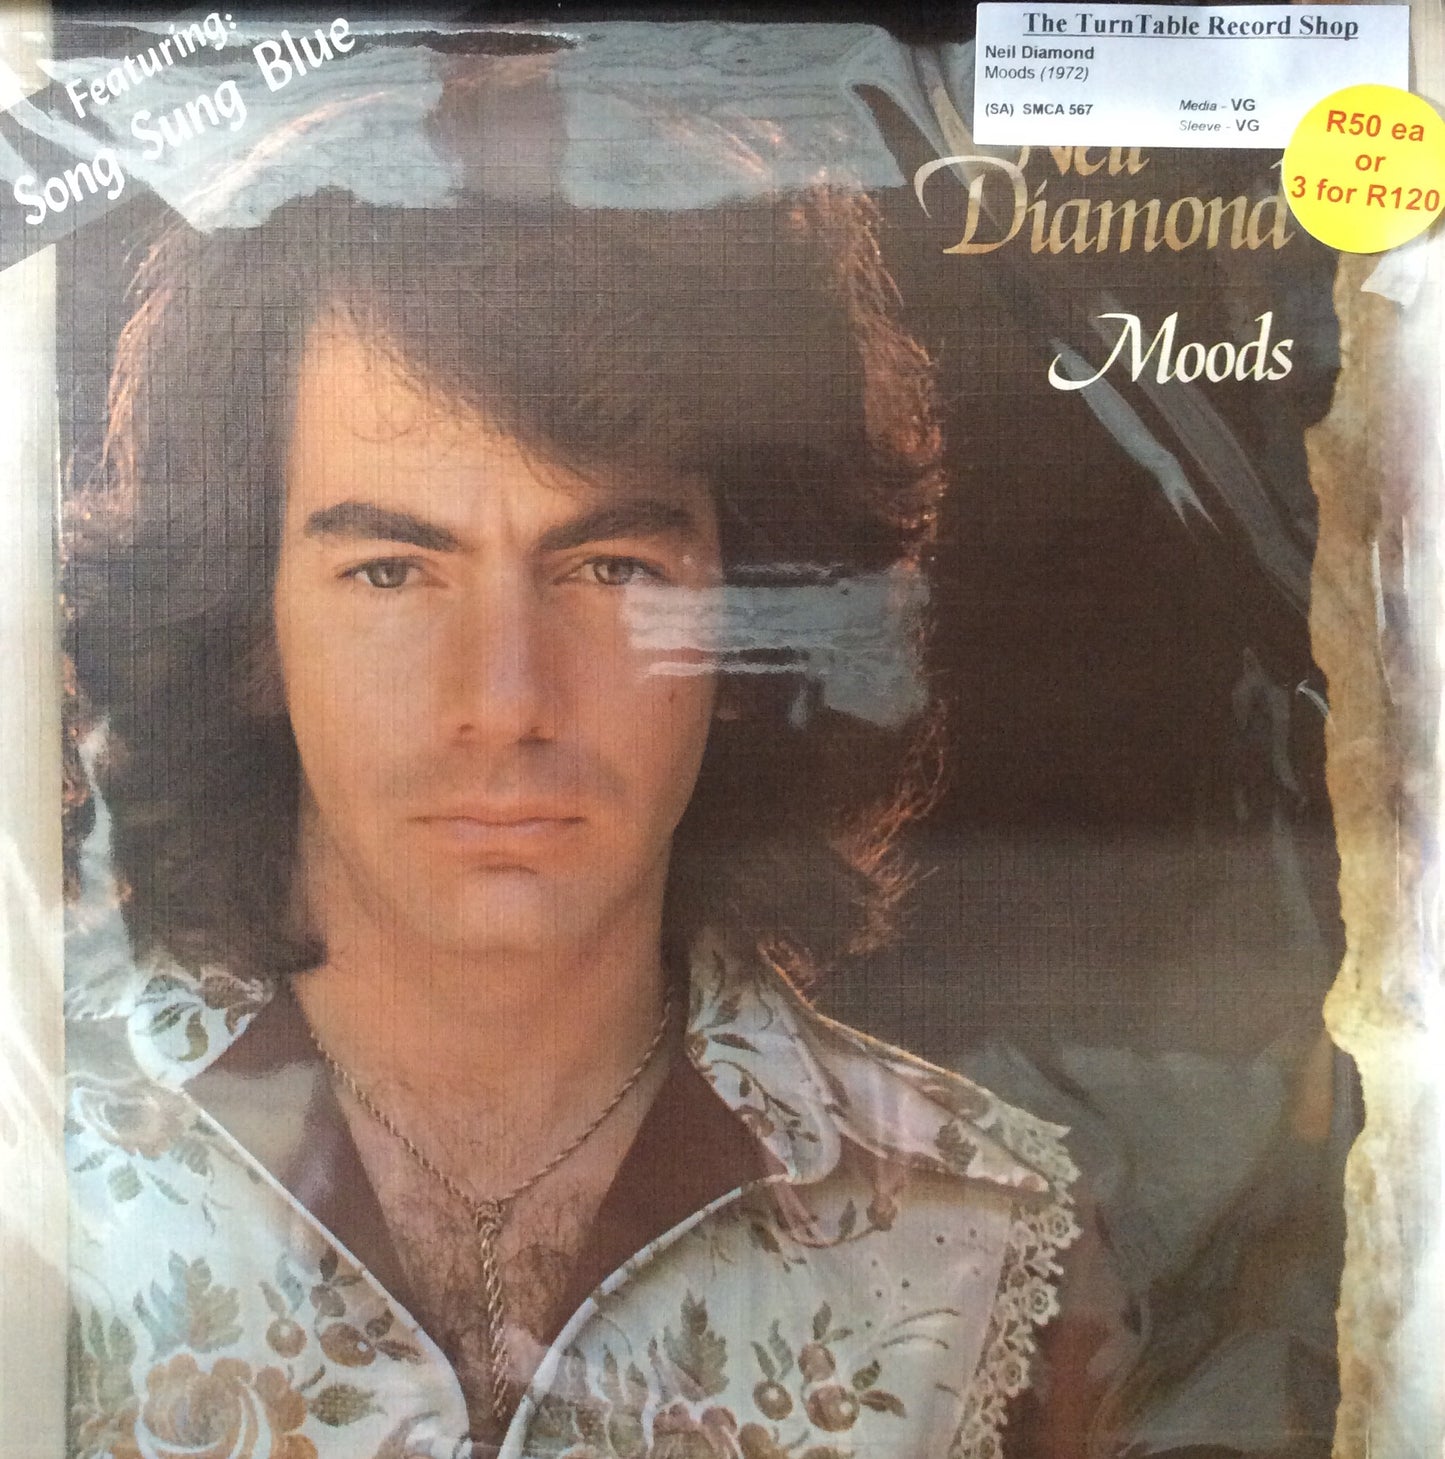 Featuring:
Song Sung Blue
The TurnTable Record Shop
Neil Diamond
Moods (1972)
(SA) SMCA 567
Media - VG
Sleeve - VG
R50 ea
or
3 for R120
Neil
Diamond
Moods